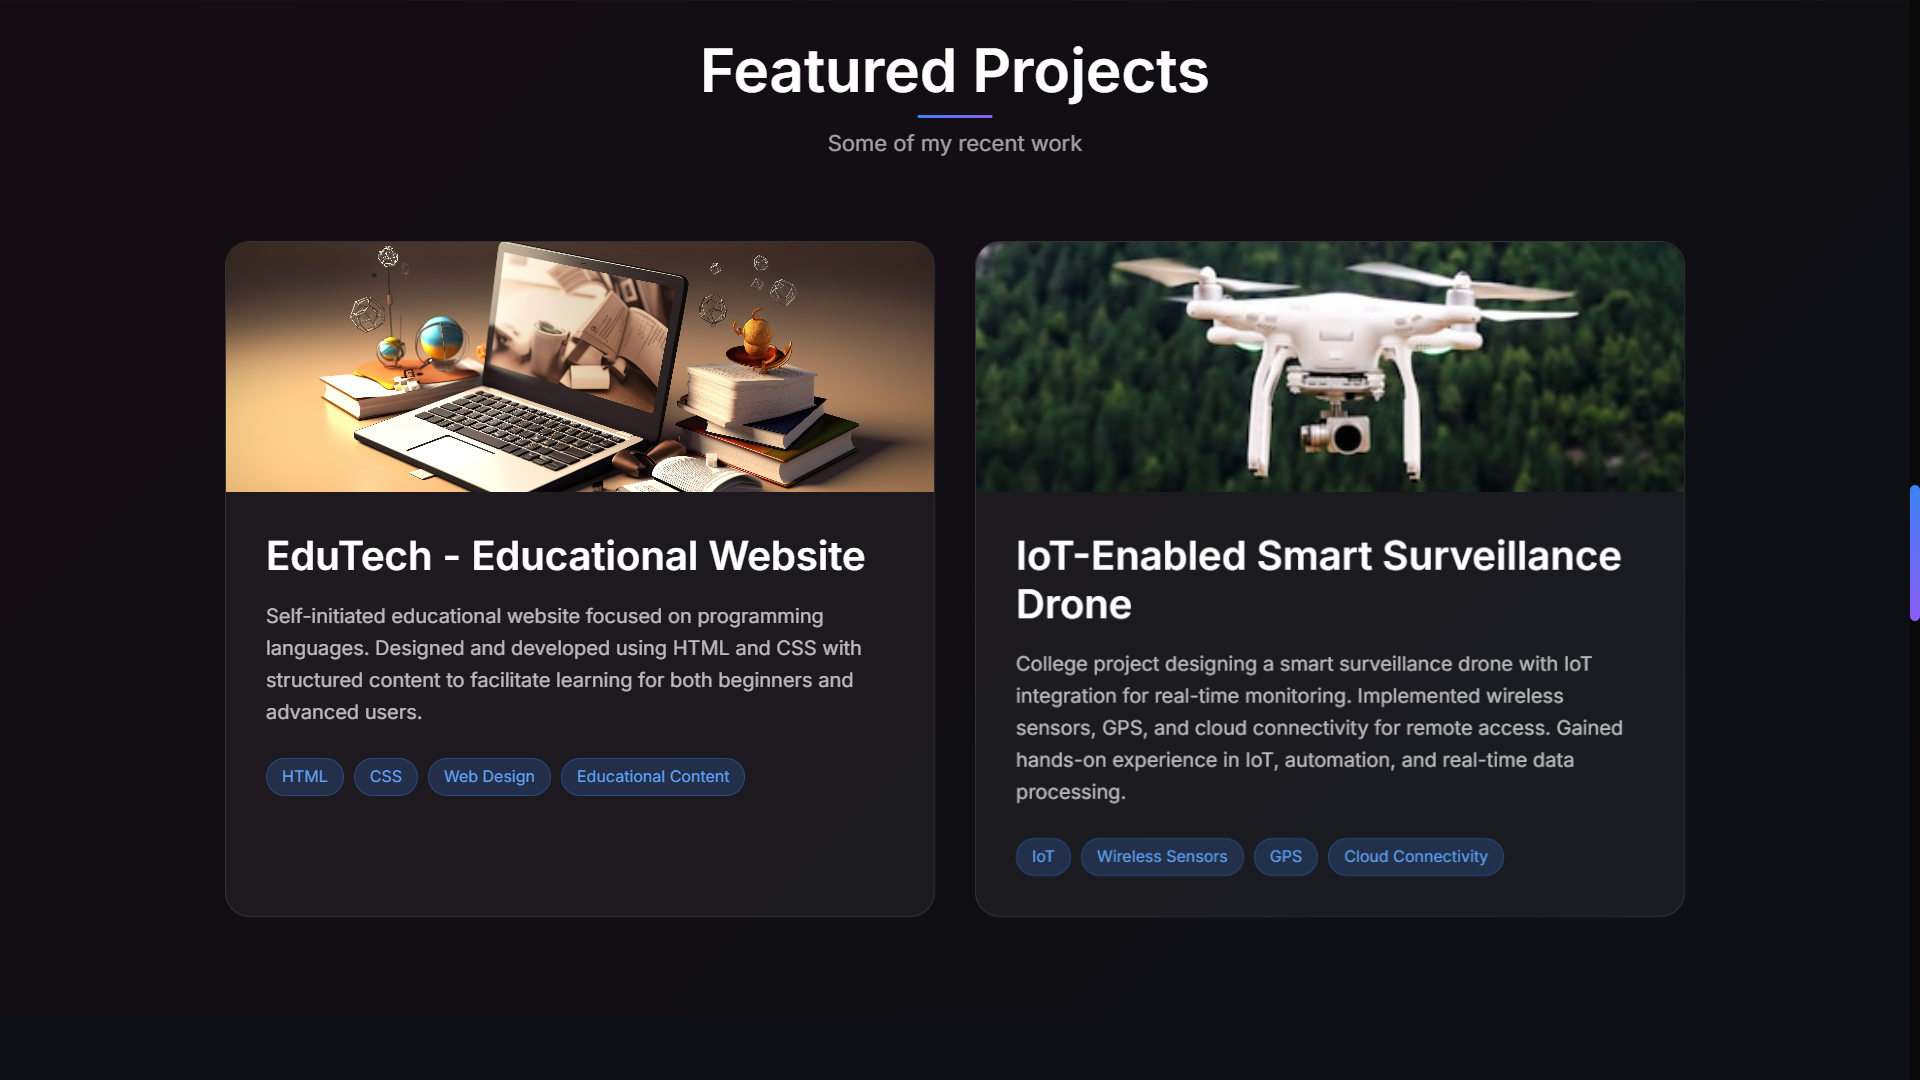 Featured Projects
Some of my recent work
EduTech - Educational Website
Self-initiated educational website focused on programming
languages. Designed and developed using HTML and CSS with
structured content to facilitate learning for both beginners and
advanced users.
HTML
CSS
Web Design
Educational Content
IoT-Enabled Smart Surveillance
Drone
College project designing a smart surveillance drone with IoT
integration for real-time monitoring. Implemented wireless
sensors, GPS, and cloud connectivity for remote access. Gained
hands-on experience in IoT, automation, and real-time data
processing.
IoT
Wireless Sensors
GPS
Cloud Connectivity